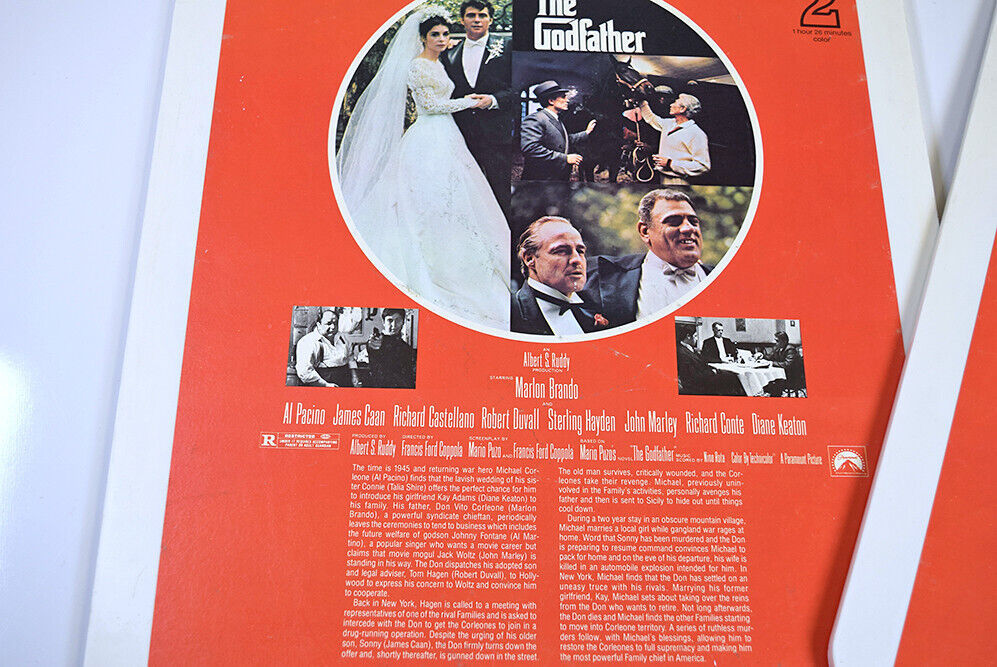 The
Godfather
2
1 hour 26 minutes
color
AN
Albert S. Ruddy
PRODUCTION
STARRING
Marlon Brando
AND
Al Pacino James Caan Richard Castellano Robert Duvall Sterling Hayden John Marley Richard Conte Diane Keaton
R RESTRICTED
UNDER 17 REQUIRES ACCOMPANYING
PARENT OR ADULT GUARDIAN
PRODUCED BY Albert S. Ruddy DIRECTED BY Francis Ford Coppola SCREENPLAY BY Mario Puzo Francis Ford Coppola BASED ON Mario Puzos NOVEL "The Godfather" MUSIC SCORED BY Nino Rota Color By Technicolor® A Paramount Picture
Paramount
The time is 1945 and returning war hero Michael Cor-
leone (Al Pacino) finds that the lavish wedding of his sis-
ter Connie (Talia Shire) offers the perfect chance for him
to introduce his girlfriend Kay Adams (Diane Keaton) to
his family. His father, Don Vito Corleone (Marlon
Brando), a powerful syndicate chieftan, periodically
leaves the ceremonies to tend to business which includes
the future welfare of godson Johnny Fontane (Al Mar-
tino), a popular singer who wants a movie career but
claims that movie mogul Jack Woltz (John Marley) is
standing in his way. The Don dispatches his adopted son
and legal adviser, Tom Hagen (Robert Duvall), to Holly-
wood to express his concern to Woltz and convince him
to cooperate.
Back in New York, Hagen is called to a meeting with
representatives of one of the rival Families and is asked to
intercede with the Don to get the Corleones to join in a
drug-running operation. Despite the urging of his older
son, Sonny (James Caan), the Don firmly turns down the
offer and, shortly thereafter, is gunned down in the street.
The old man survives, critically wounded, and the Cor-
leones take their revenge. Michael, previously unin-
volved in the Family's activities, personally avenges his
father and then is sent to Sicily to hide out until things
cool down.
During a two year stay in an obscure mountain village,
Michael marries a local girl while gangland war rages at
home. Word that Sonny has been murdered and the Don
is preparing to resume command convinces Michael to
pack for home and on the eve of his departure, his wife is
killed in an automobile explosion intended for him. In
New York, Michael finds that the Don has settled on an
uneasy truce with his rivals. Marrying his former
girlfriend, Kay, Michael sets about taking over the reins
from the Don who wants to retire. Not long afterwards,
the Don dies and Michael finds the other Families starting
to move into Corleone territory. A series of ruthless mur-
ders follow, with Michael's blessings, allowing him to
restore the Corleones to full supremacy and making him
the most powerful Family chief in America.